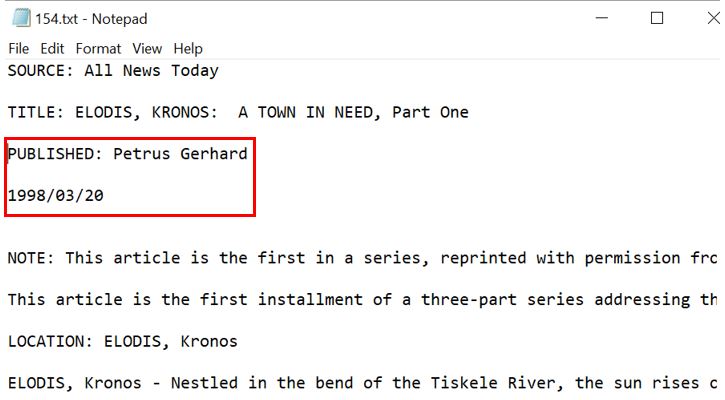 154.txt - Notepad
File Edit Format View Help
SOURCE: All News Today
TITLE: ELODIS, KRONOS:  A TOWN IN NEED, Part One
PUBLISHED: Petrus Gerhard
1998/03/20
NOTE: This article is the first in a series, reprinted with permission
This article is the first installment of a three-part series addressing
LOCATION: ELODIS, Kronos
ELODIS, Kronos - Nestled in the bend of the Tiskele River, the sun rises